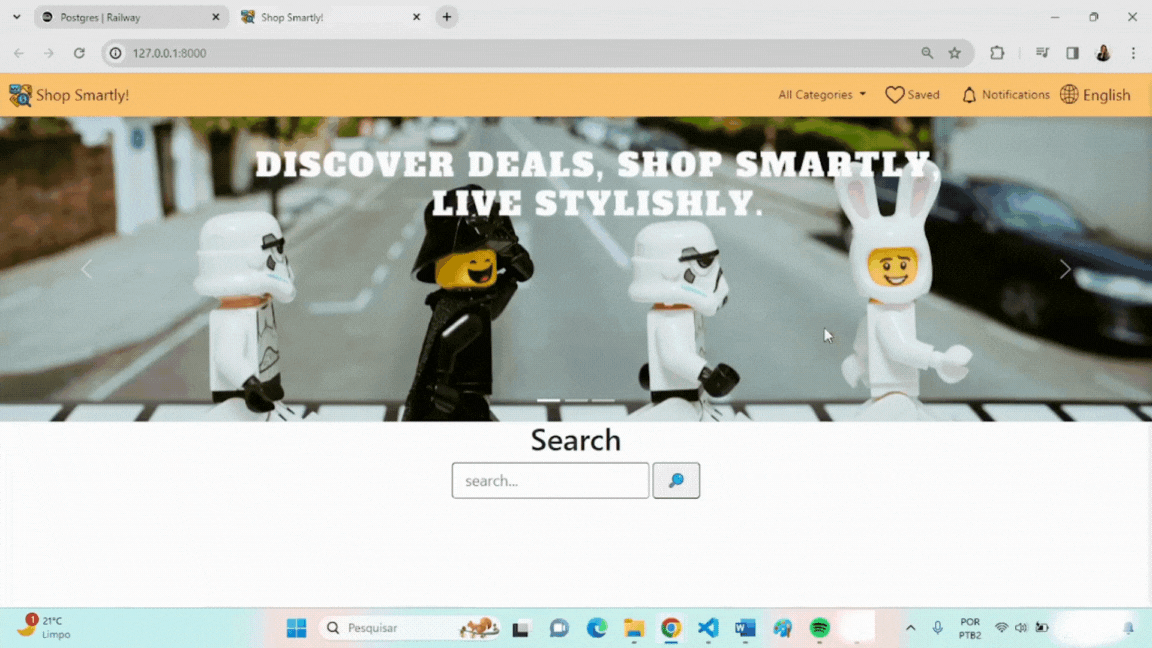 Postgres | Railway
Shop Smartly!
127.0.0.1:8000
Shop Smartly!
All Categories
Saved
Notifications
English
DISCOVER DEALS, SHOP SMARTLY,
LIVE STYLISHLY.
Search
search...
1
21°C
Limpo
Pesquisar
POR
PTB2